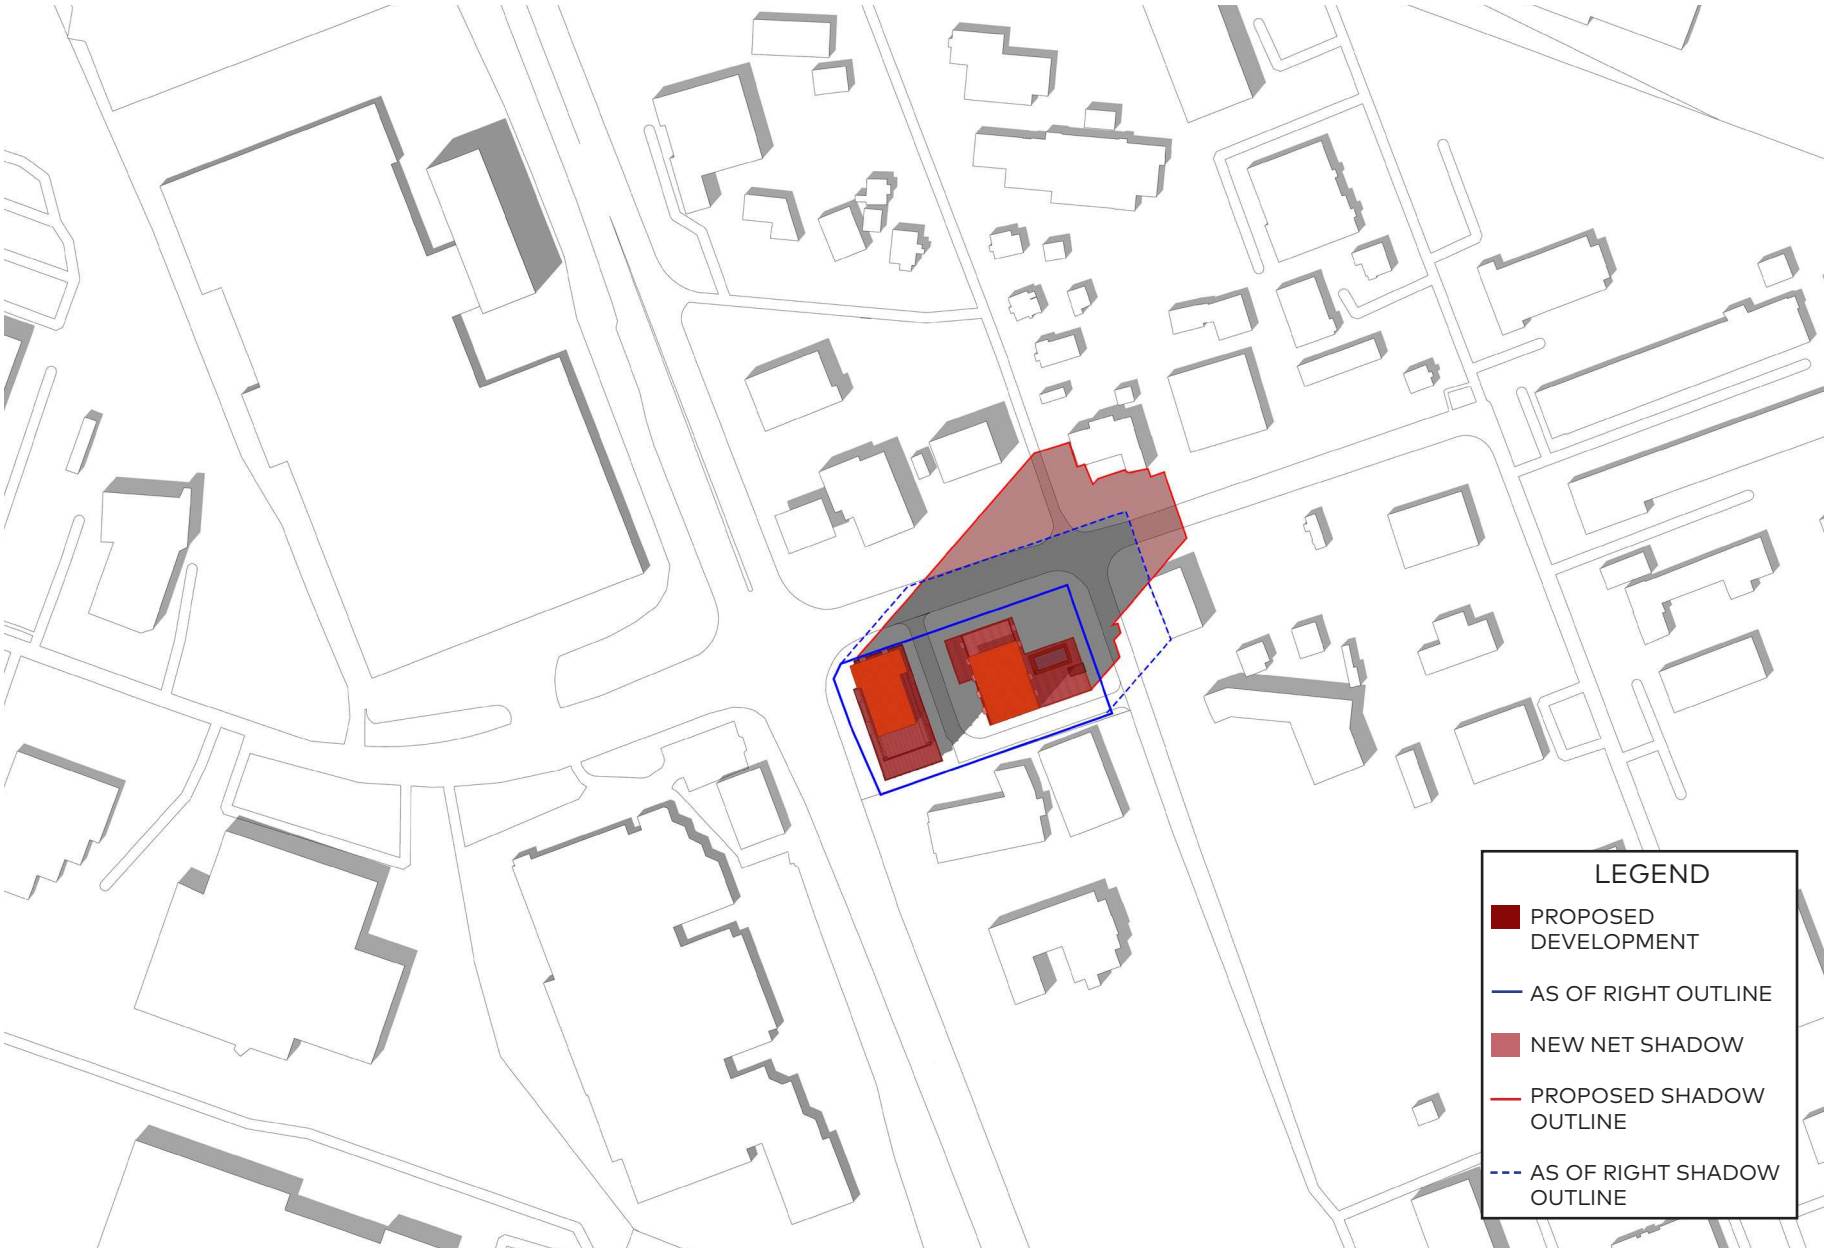 LEGEND
PROPOSED
DEVELOPMENT
AS OF RIGHT OUTLINE
NEW NET SHADOW
PROPOSED SHADOW
OUTLINE
AS OF RIGHT SHADOW
OUTLINE